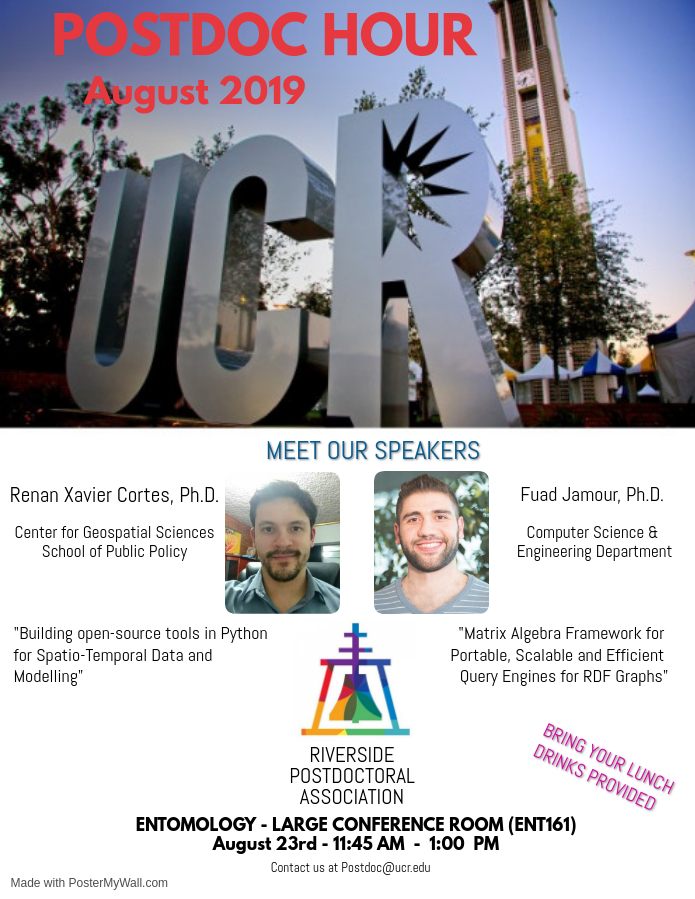 POSTDOC HOUR
August 2019
UCR
MEET OUR SPEAKERS
Renan Xavier Cortes, Ph.D.
Center for Geospatial Sciences
School of Public Policy
Fuad Jamour, Ph.D.
Computer Science &
Engineering Department
"Building open-source tools in Python
for Spatio-Temporal Data and
Modelling"
"Matrix Algebra Framework for
Portable, Scalable and Efficient
Query Engines for RDF Graphs"
BRING YOUR LUNCH
DRINKS PROVIDED
RIVERSIDE
POSTDOCTORAL
ASSOCIATION
ENTOMOLOGY - LARGE CONFERENCE ROOM (ENT161)
August 23rd - 11:45 AM - 1:00 PM
Contact us at Postdoc@ucr.edu
Made with PosterMyWall.com